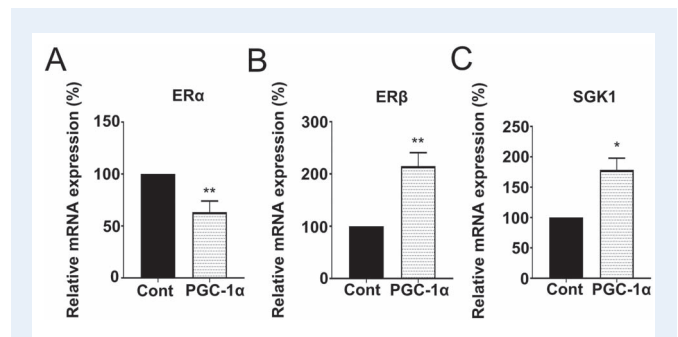 A
ERα
Relative mRNA expression (%)
150
100
50
0
**
Cont PGC-1α
B
ERβ
Relative mRNA expression (%)
300
200
100
0
**
Cont PGC-1α
C
SGK1
Relative mRNA expression (%)
250
200
150
100
50
0
*
Cont PGC-1α